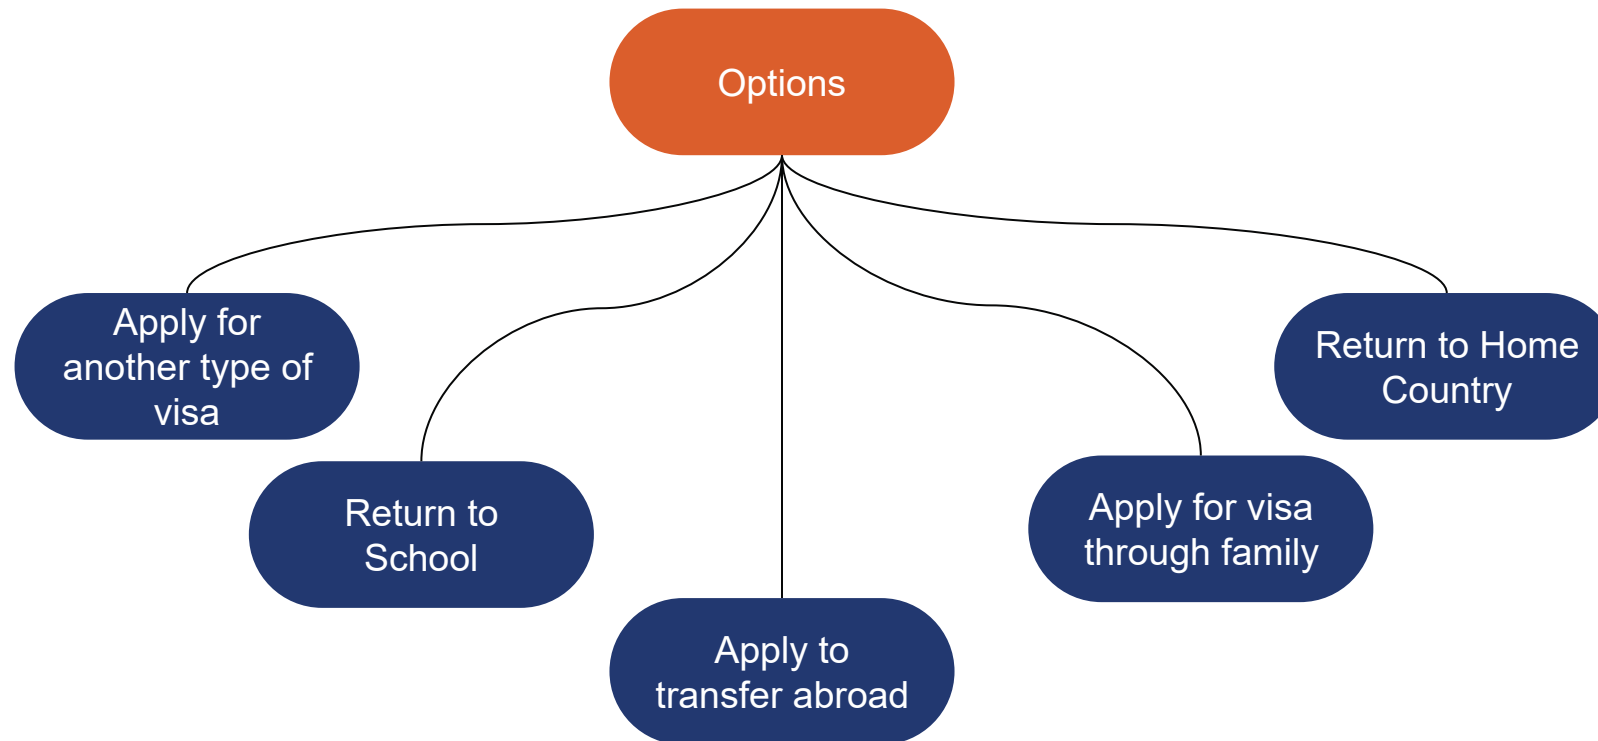 Options
Apply for
another type of
visa
Return to
School
Apply to
transfer abroad
Apply for visa
through family
Return to Home
Country